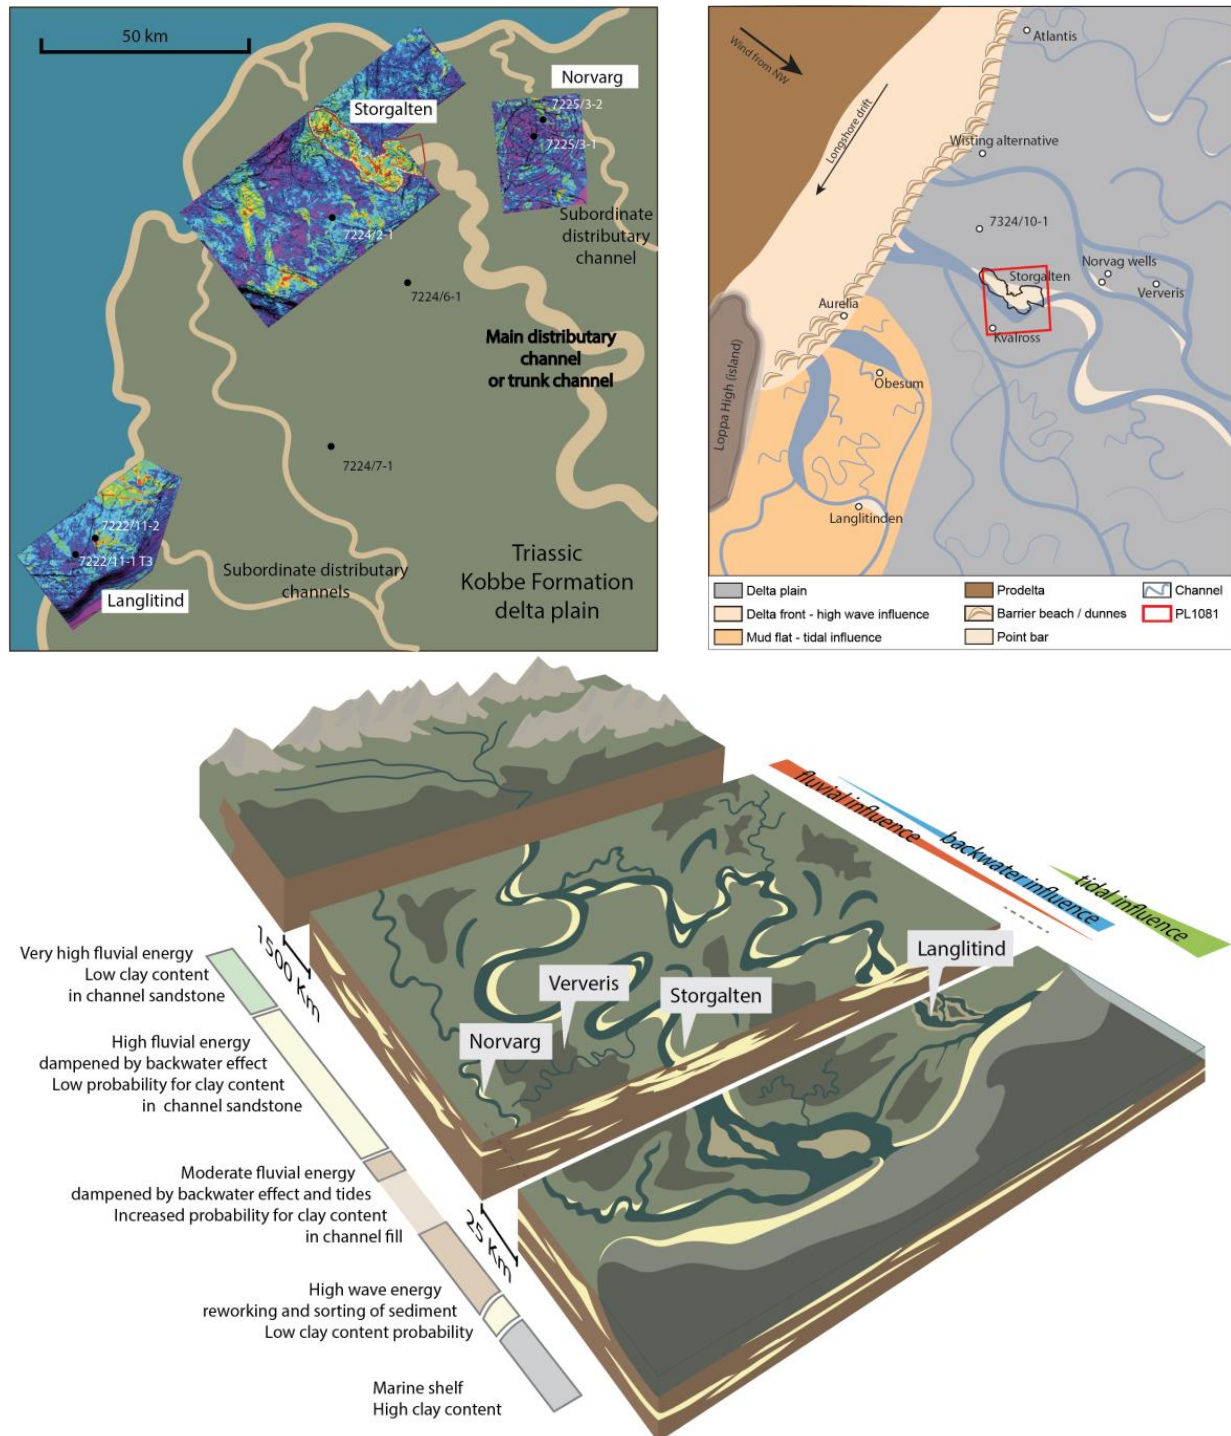 50 km
Norvarg
Storgalten
7225/3-2
7225/3-1
Subordinate
distributary
channel
7224/2-1
7224/6-1
Main distributary
channel
or trunk channel
7224/7-1
7222/11-2
7222/11-1 T3
Langlitind
Subordinate distributary
channels
Triassic
Kobbe Formation
delta plain
Wind from NW
Longshore drift
Atlantis
Wisting alternative
7324/10-1
Norvag wells
Storgalten
Ververis
Aurelia
Kvalross
Obesum
Loppa High (island)
Langlitinden
Delta plain
Prodelta
Channel
Delta front - high wave influence
Barrier beach / dunnes
PL1081
Mud flat - tidal influence
Point bar
fluvial influence
backwater influence
tidal influence
Langlitind
Ververis
Storgalten
Norvarg
1500 Km
25 Km
Very high fluvial energy
Low clay content
in channel sandstone
High fluvial energy
dampened by backwater effect
Low probability for clay content
in channel sandstone
Moderate fluvial energy
dampened by backwater effect and tides
Increased probability for clay content
in channel fill
High wave energy
reworking and sorting of sediment
Low clay content probability
Marine shelf
High clay content